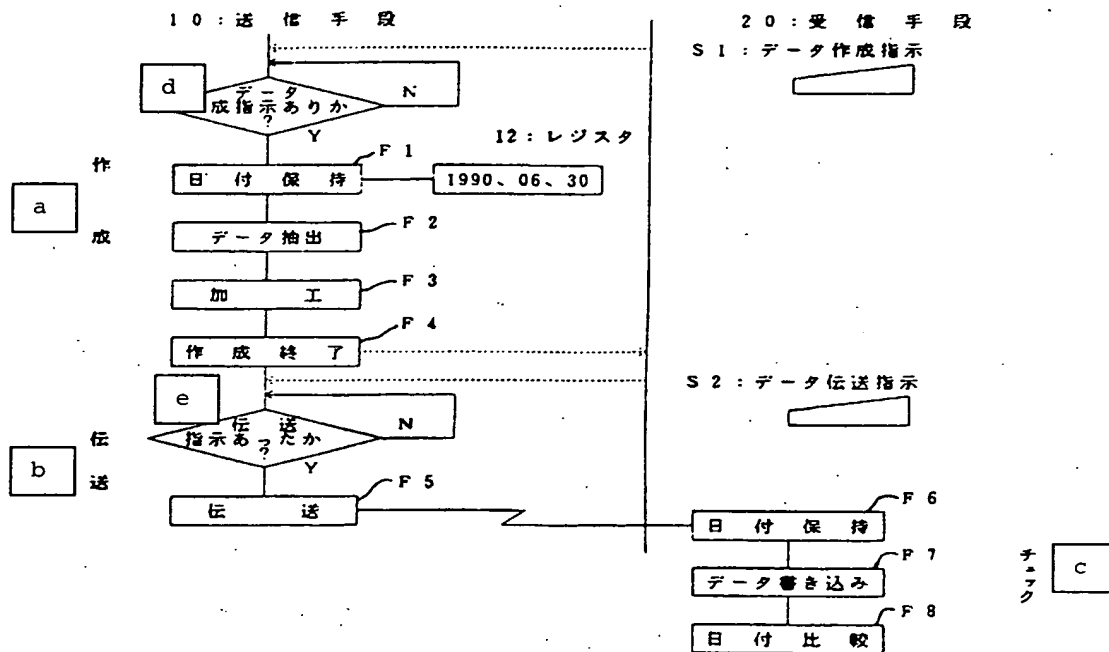 10:送信手段
20:受信手段
S1:データ作成指示
d
データ
成指示ありか
?
N
Y
12:レジスタ
作成
a
F1
日付保持
1990、06、30
F2
データ抽出
F3
加工
F4
作成終了
S2:データ伝送指示
e
伝送
指示あったか
?
N
Y
伝送
b
F5
伝送
F6
日付保持
F7
データ書き込み
チェック
c
F8
日付比較